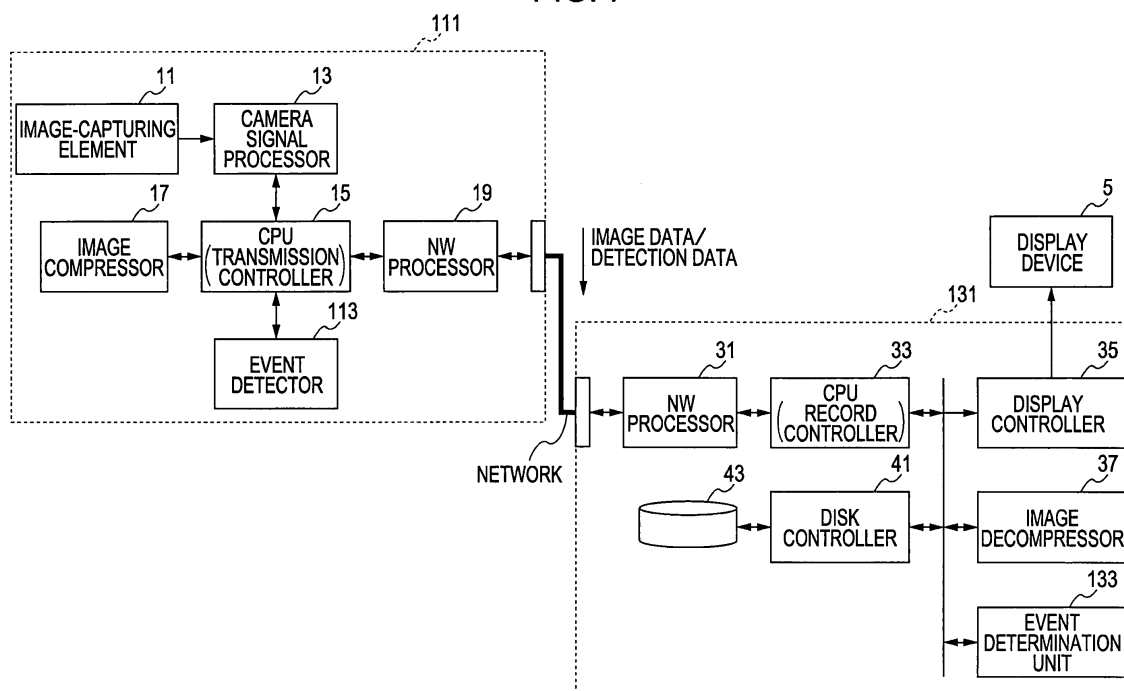 111
11
IMAGE-CAPTURING
ELEMENT
13
CAMERA
SIGNAL
PROCESSOR
17
IMAGE
COMPRESSOR
15
CPU
(TRANSMISSION
CONTROLLER)
19
NW
PROCESSOR
113
EVENT
DETECTOR
IMAGE DATA/
DETECTION DATA
NETWORK
5
DISPLAY
DEVICE
131
31
NW
PROCESSOR
33
CPU
(RECORD
CONTROLLER)
35
DISPLAY
CONTROLLER
43
41
DISK
CONTROLLER
37
IMAGE
DECOMPRESSOR
133
EVENT
DETERMINATION
UNIT